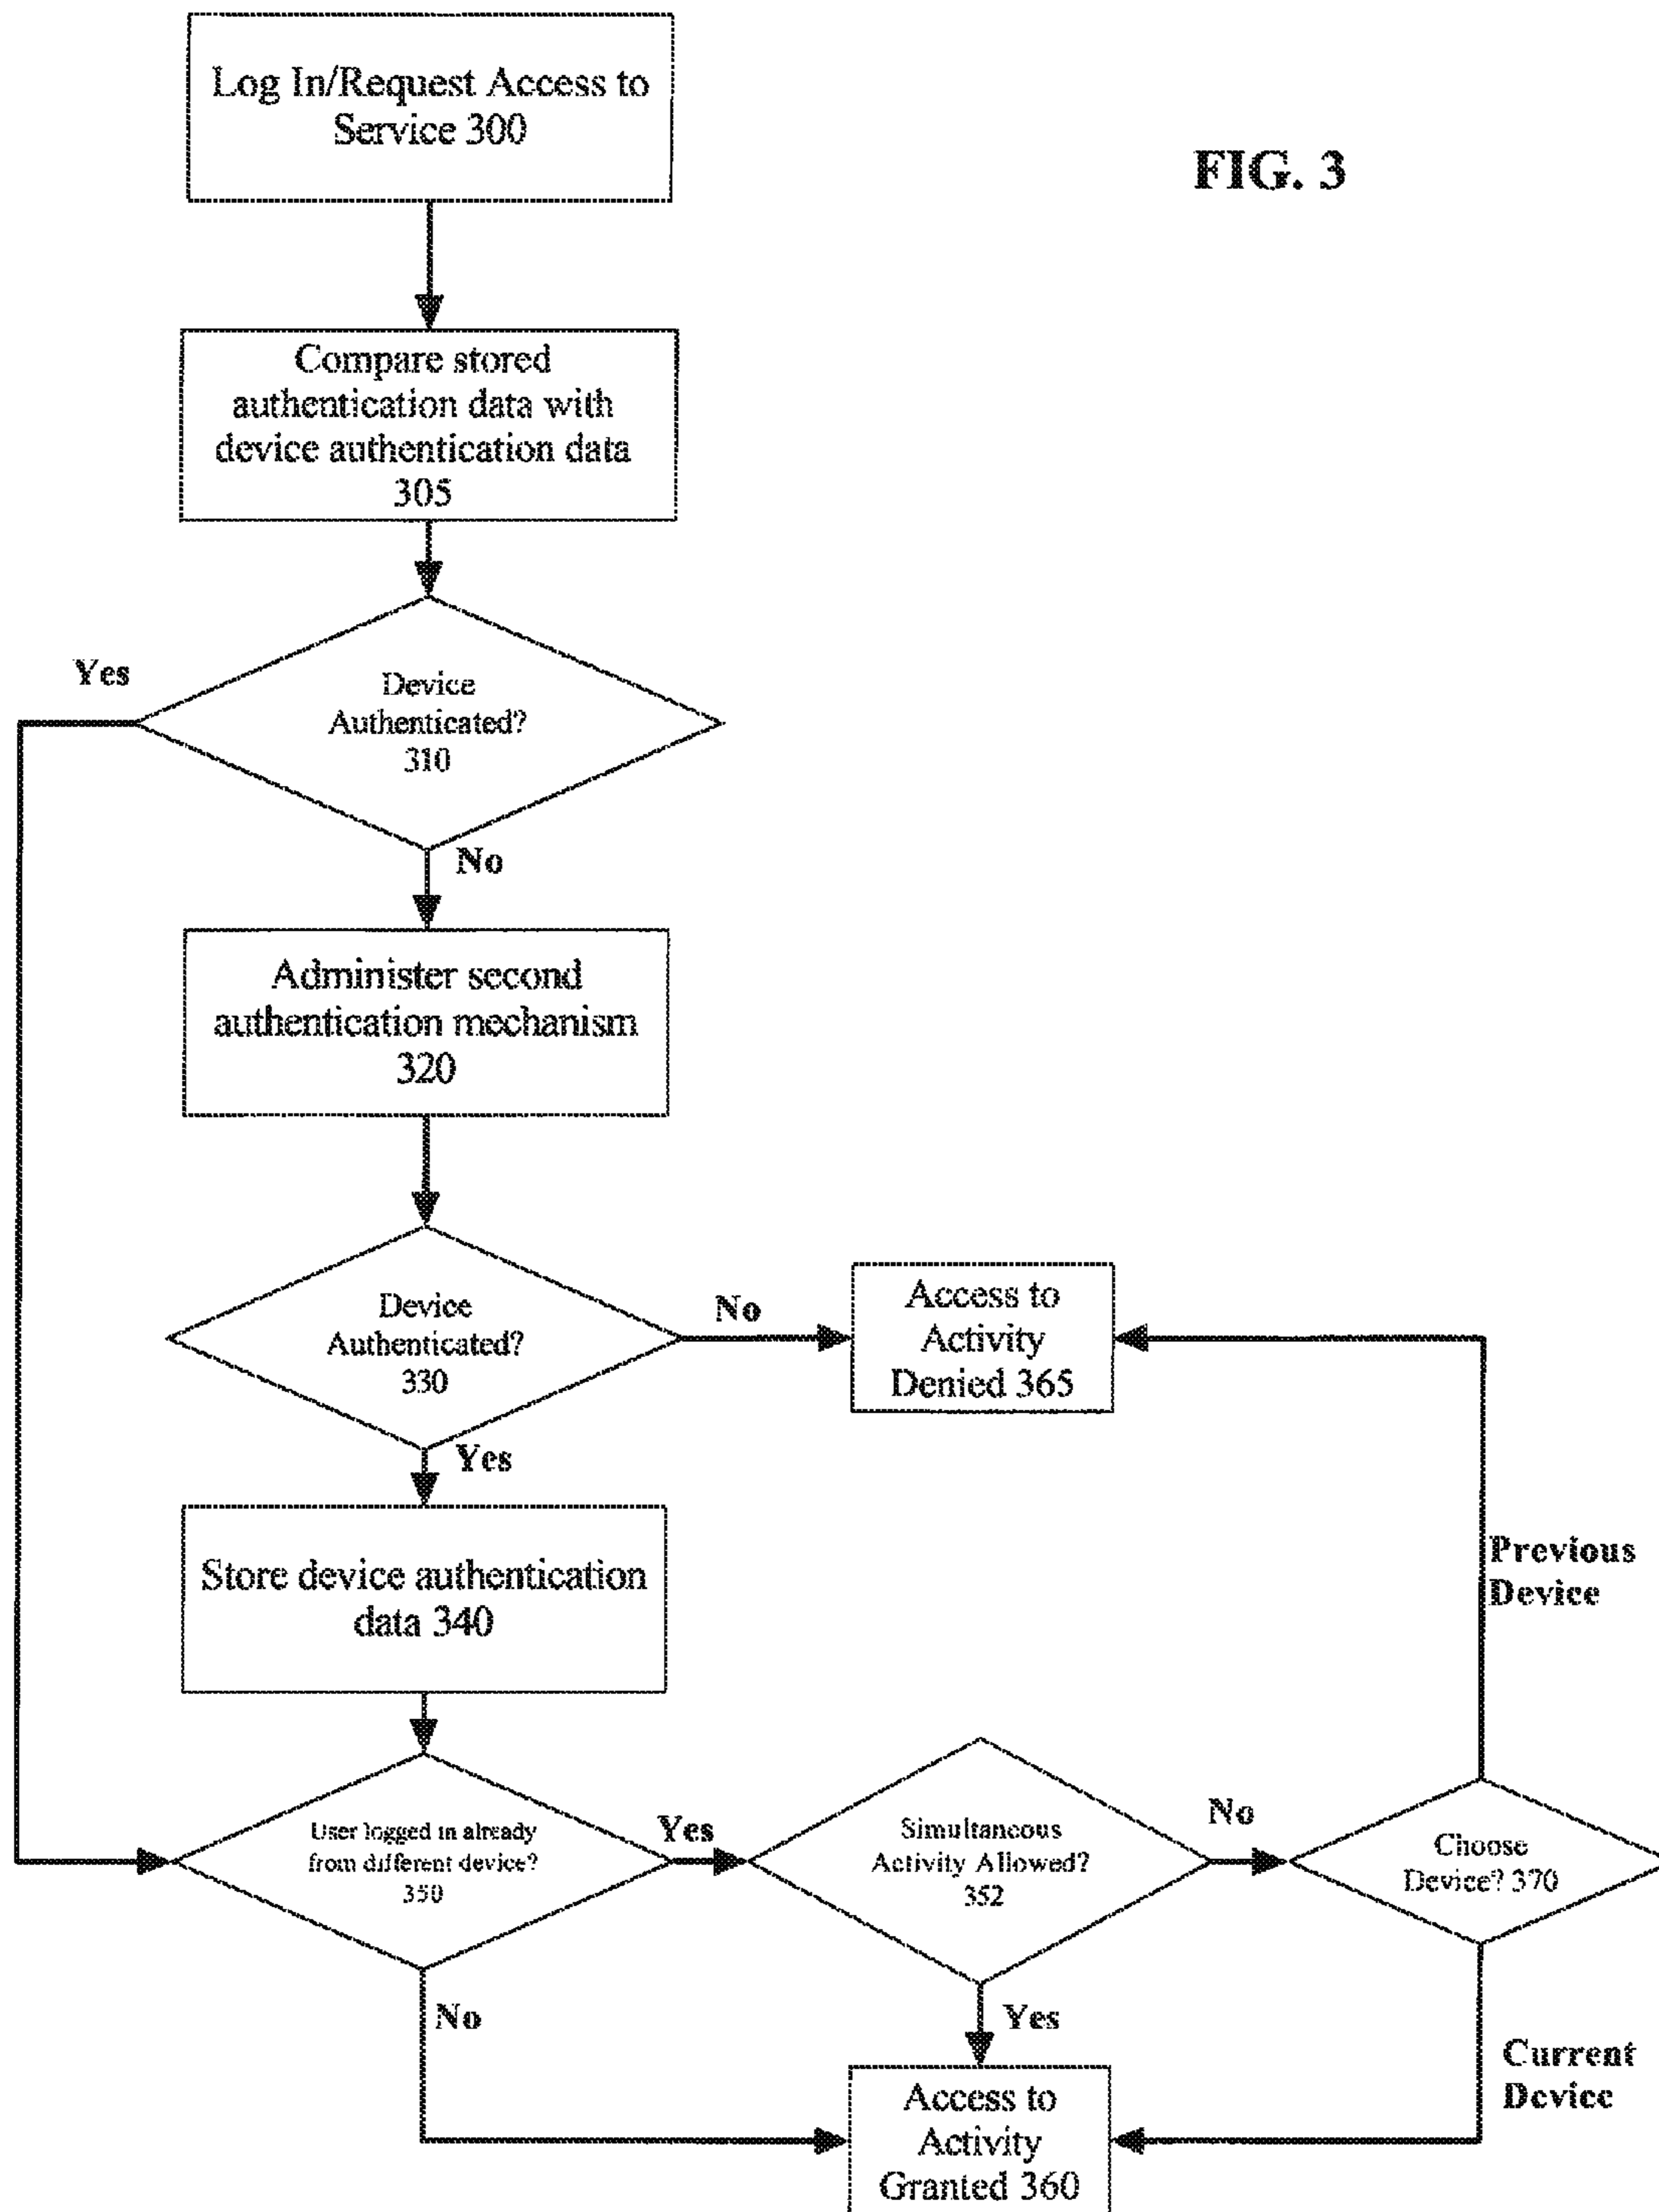 Log In/Request Access to
Service 300
FIG. 3
Compare stored
authentication data with
device authentication data
305
Yes
Device
Authenticated?
310
No
Administer second
authentication mechanism
320
Device
Authenticated?
330
No
Access to
Activity
Denied 365
Yes
Store device authentication
data 340
Previous
Device
User logged in already
from different device?
350
Yes
Simultaneous
Activity Allowed?
352
No
Choose
Device? 370
No
Yes
Current
Device
Access to
Activity
Granted 360